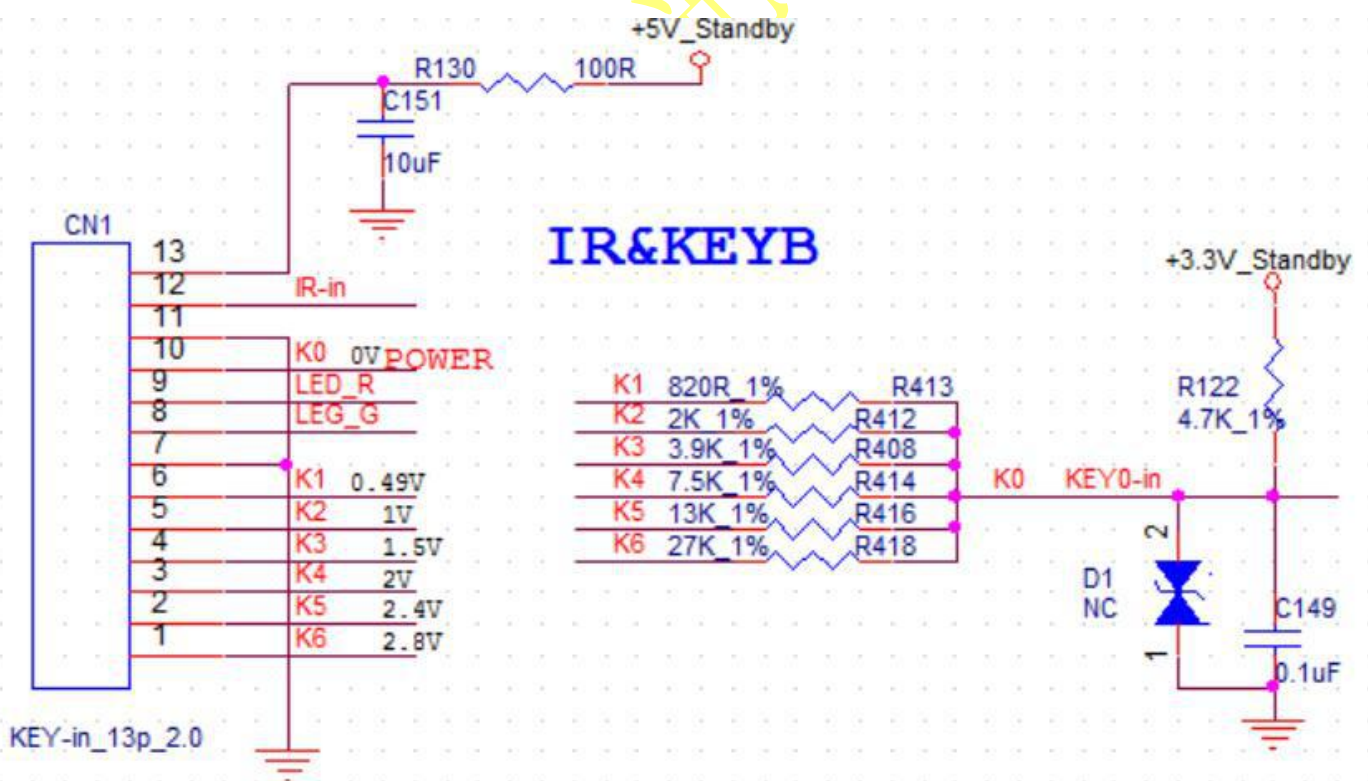 +5V_Standby
R130 100R
C151
10uF
CN1
IR&KEYB
13
12 IR-in
11
10 K0 0V POWER
9 LED_R
8 LEG_G
7
6 K1 0.49V
5 K2 1V
4 K3 1.5V
3 K4 2V
2 K5 2.4V
1 K6 2.8V
KEY-in_13p_2.0
K1 820R_1% R413
K2 2K_1% R412
K3 3.9K_1% R408
K4 7.5K_1% R414
K5 13K_1% R416
K6 27K_1% R418
K0 KEY0-in
+3.3V_Standby
R122
4.7K_1%
2
D1
NC
1
C149
0.1uF